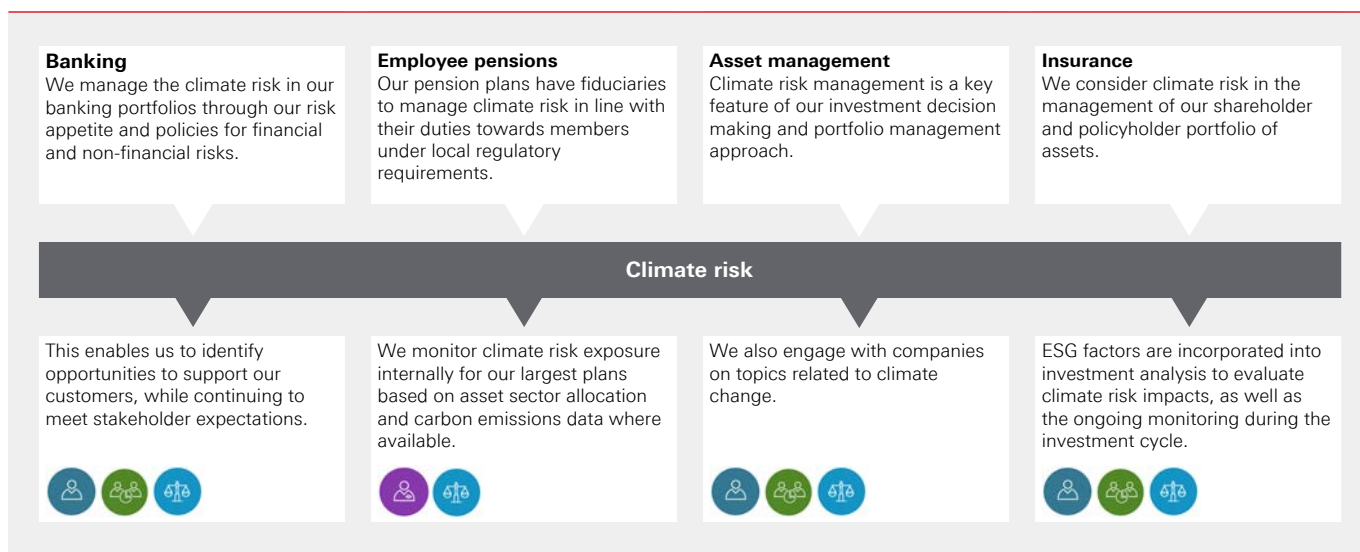 Banking
We manage the climate risk in our
banking portfolios through our risk
appetite and policies for financial
and non-financial risks.
Employee pensions
Our pension plans have fiduciaries
to manage climate risk in line with
their duties towards members
under local regulatory
requirements.
Asset management
Climate risk management is a key
feature of our investment decision
making and portfolio management
approach.
Insurance
We consider climate risk in the
management of our shareholder
and policyholder portfolio of
assets.
Climate risk
This enables us to identify
opportunities to support our
customers, while continuing to
meet stakeholder expectations.
We monitor climate risk exposure
internally for our largest plans
based on asset sector allocation
and carbon emissions data where
available.
We also engage with companies
on topics related to climate
change.
ESG factors are incorporated into
investment analysis to evaluate
climate risk impacts, as well as
the ongoing monitoring during the
investment cycle.